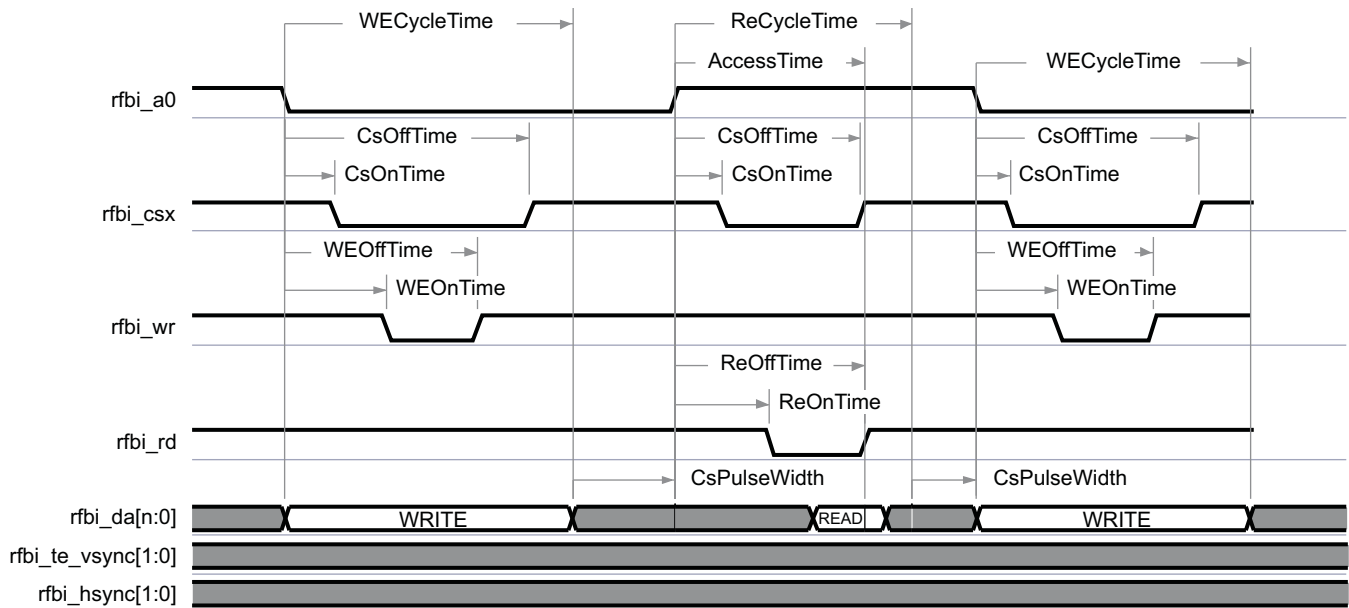 WECycleTime ReCycleTime
AccessTime WECycleTime
rfbi_a0
CsOffTime CsOffTime CsOffTime
CsOnTime CsOnTime CsOnTime
rfbi_csx
WEOffTime WEOffTime
WEOnTime WEOnTime
rfbi_wr
ReOffTime
ReOnTime
rfbi_rd
CsPulseWidth CsPulseWidth
rfbi_da[n:0] WRITE READ WRITE
rfbi_te_vsync[1:0]
rfbi_hsync[1:0]